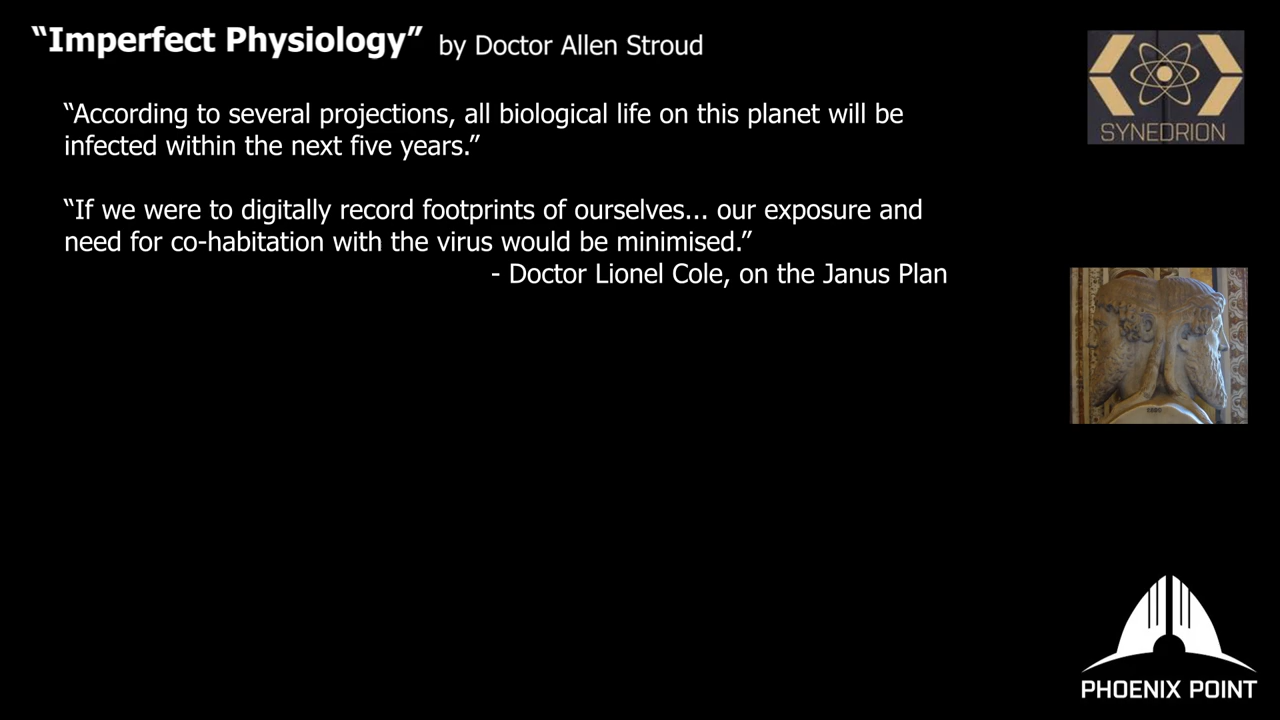 “Imperfect Physiology” by Doctor Allen Stroud
SYNEDRION
“According to several projections, all biological life on this planet will be
infected within the next five years.”
“If we were to digitally record footprints of ourselves... our exposure and
need for co-habitation with the virus would be minimised.”
- Doctor Lionel Cole, on the Janus Plan
PHOENIX POINT